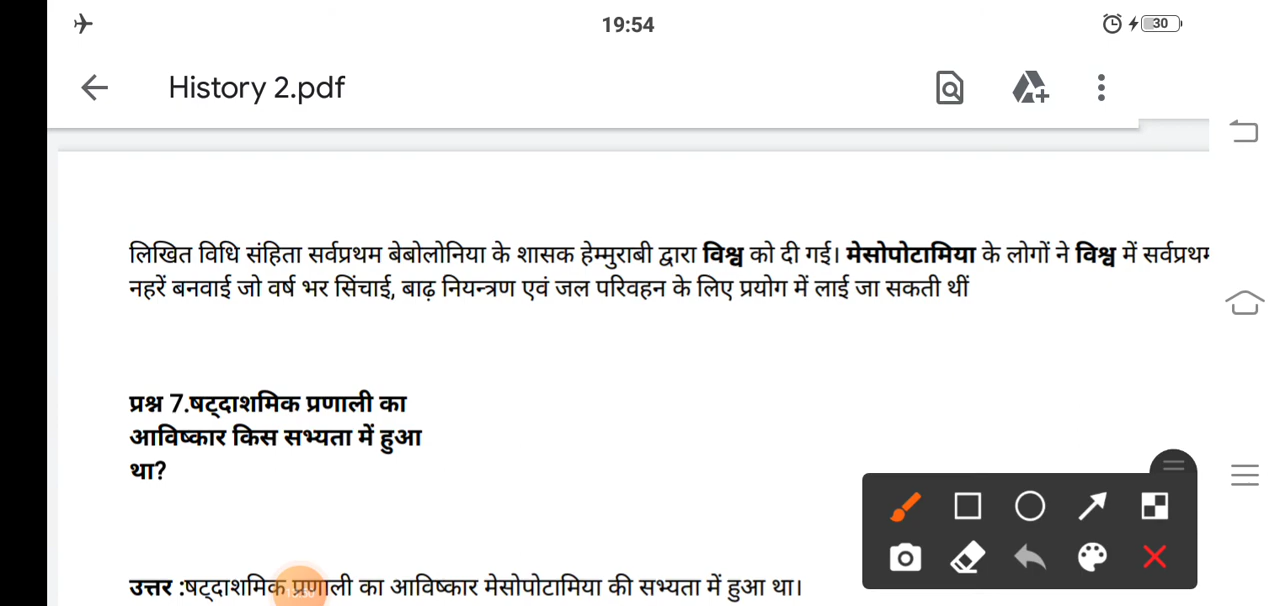 19:54
30
History 2.pdf
लिखित विधि संहिता सर्वप्रथम बेबोलोनिया के शासक हेम्मुराबी द्वारा विश्व को दी गई। मेसोपोटामिया के लोगों ने विश्व में सर्वप्रथम
नहरें बनवाई जो वर्ष भर सिंचाई, बाढ़ नियन्त्रण एवं जल परिवहन के लिए प्रयोग में लाई जा सकती थीं
प्रश्न 7.षट्दाशमिक प्रणाली का
आविष्कार किस सभ्यता में हुआ
था?
उत्तर :षट्दाशमिक प्रणाली का आविष्कार मेसोपोटामिया की सभ्यता में हुआ था।